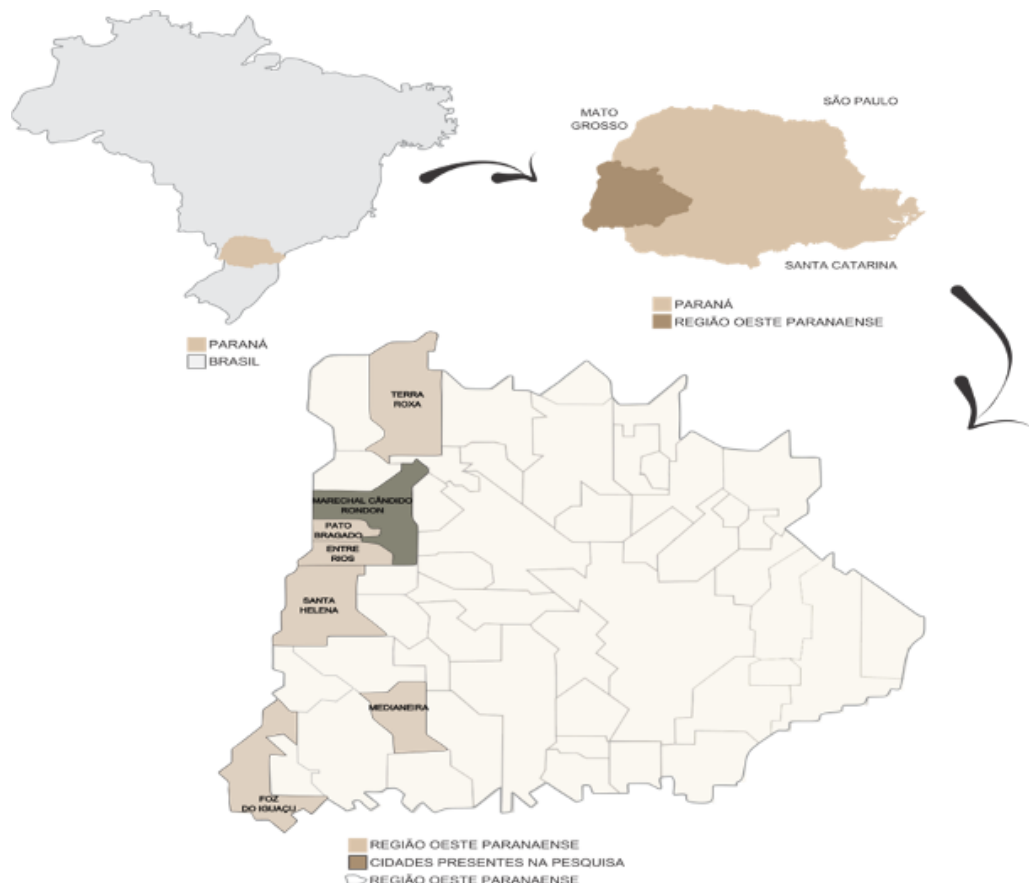 SÃO PAULO
MATO
GROSSO
SANTA CATARINA
PARANÁ
REGIÃO OESTE PARANAENSE
PARANÁ
BRASIL
TERRA
ROXA
MARECHAL CÂNDIDO
RONDON
PATO
BRAGADO
ENTRE
RIOS
SANTA
HELENA
MEDIANEIRA
FOZ
DO IGUAÇU
REGIÃO OESTE PARANAENSE
CIDADES PRESENTES NA PESQUISA
REGIÃO OESTE PARANAENSE